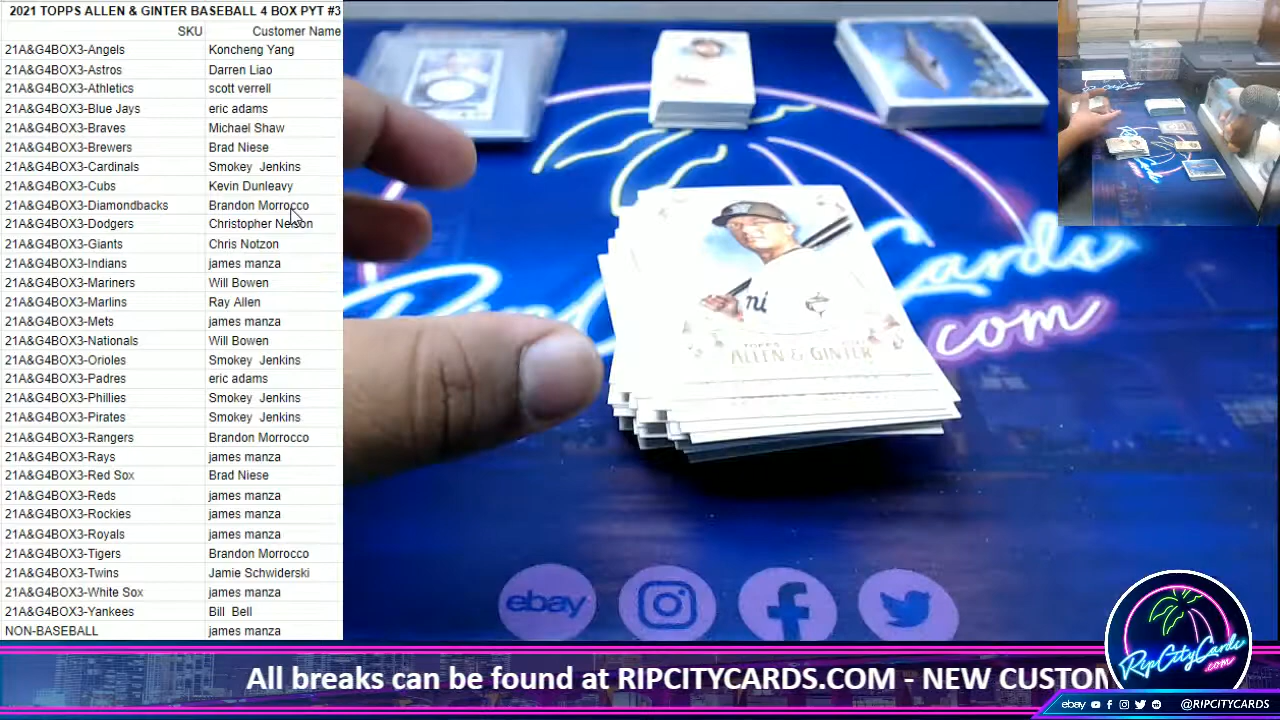 2021 TOPPS ALLEN & GINTER BASEBALL 4 BOX PYT #3
SKU Customer Name
21A&G4BOX3-Angels Koncheng Yang
21A&G4BOX3-Astros Darren Liao
21A&G4BOX3-Athletics scott verrell
21A&G4BOX3-Blue Jays eric adams
21A&G4BOX3-Braves Michael Shaw
21A&G4BOX3-Brewers Brad Niese
21A&G4BOX3-Cardinals Smokey Jenkins
21A&G4BOX3-Cubs Kevin Dunleavy
21A&G4BOX3-Diamondbacks Brandon Morrocco
21A&G4BOX3-Dodgers Christopher Nelson
21A&G4BOX3-Giants Chris Notzon
21A&G4BOX3-Indians james manza
21A&G4BOX3-Mariners Will Bowen
21A&G4BOX3-Marlins Ray Allen
21A&G4BOX3-Mets james manza
21A&G4BOX3-Nationals Will Bowen
21A&G4BOX3-Orioles Smokey Jenkins
21A&G4BOX3-Padres eric adams
21A&G4BOX3-Phillies Smokey Jenkins
21A&G4BOX3-Pirates Smokey Jenkins
21A&G4BOX3-Rangers Brandon Morrocco
21A&G4BOX3-Rays james manza
21A&G4BOX3-Red Sox Brad Niese
21A&G4BOX3-Reds james manza
21A&G4BOX3-Rockies james manza
21A&G4BOX3-Royals james manza
21A&G4BOX3-Tigers Brandon Morrocco
21A&G4BOX3-Twins Jamie Schwiderski
21A&G4BOX3-White Sox james manza
21A&G4BOX3-Yankees Bill Bell
NON-BASEBALL james manza
ni
TOPPS
ALLEN & GINTER
Cards
.com
ebay
RipCityCards
.com
All breaks can be found at RIPCITYCARDS.COM - NEW CUSTOM
ebay @RIPCITYCARDS